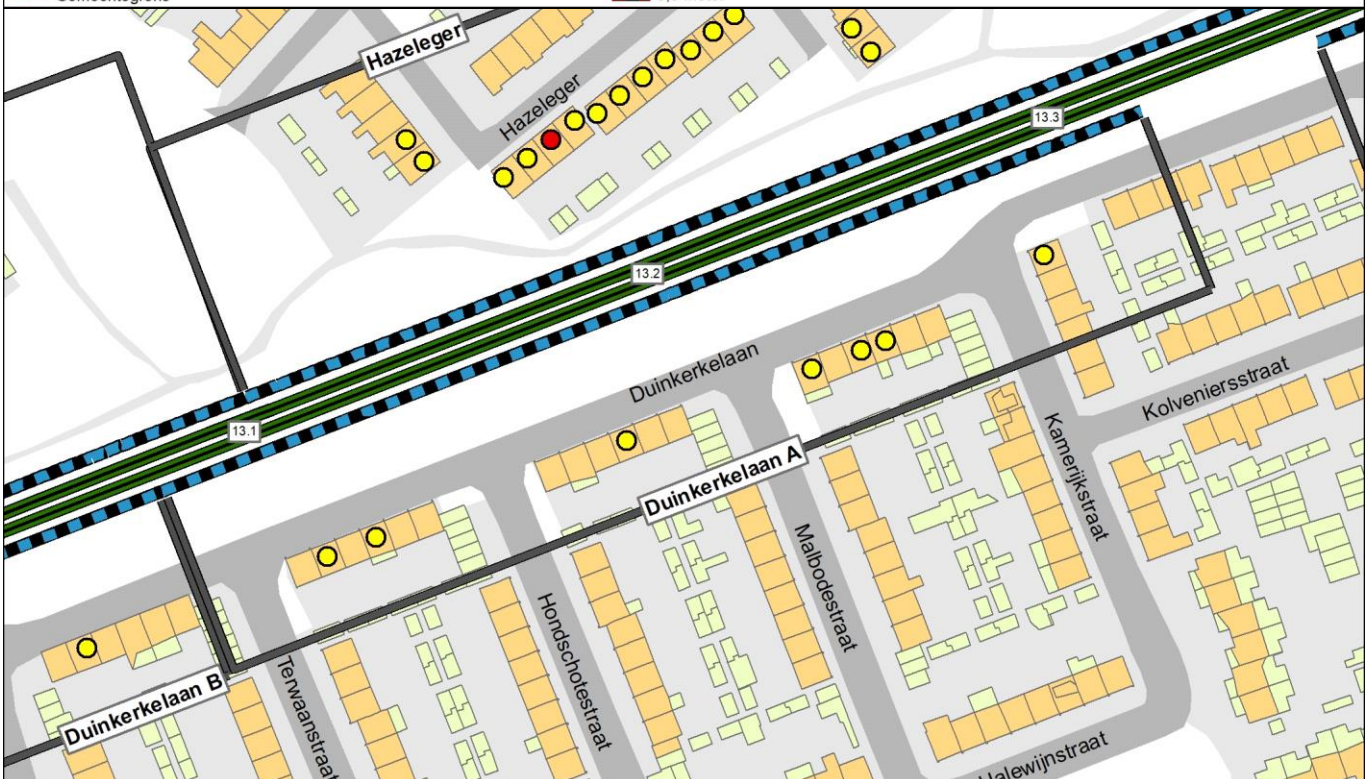 Hazeleger
Hazeleger
13.3
13.2
Duinkerkelaan
Kolveniersstraat
13.1
Duinkerkelaan A
Kamerijkstraat
Malbodestraat
Hondschotestraat
Terwaanstraat
Duinkerkelaan B
Halewijnstraat